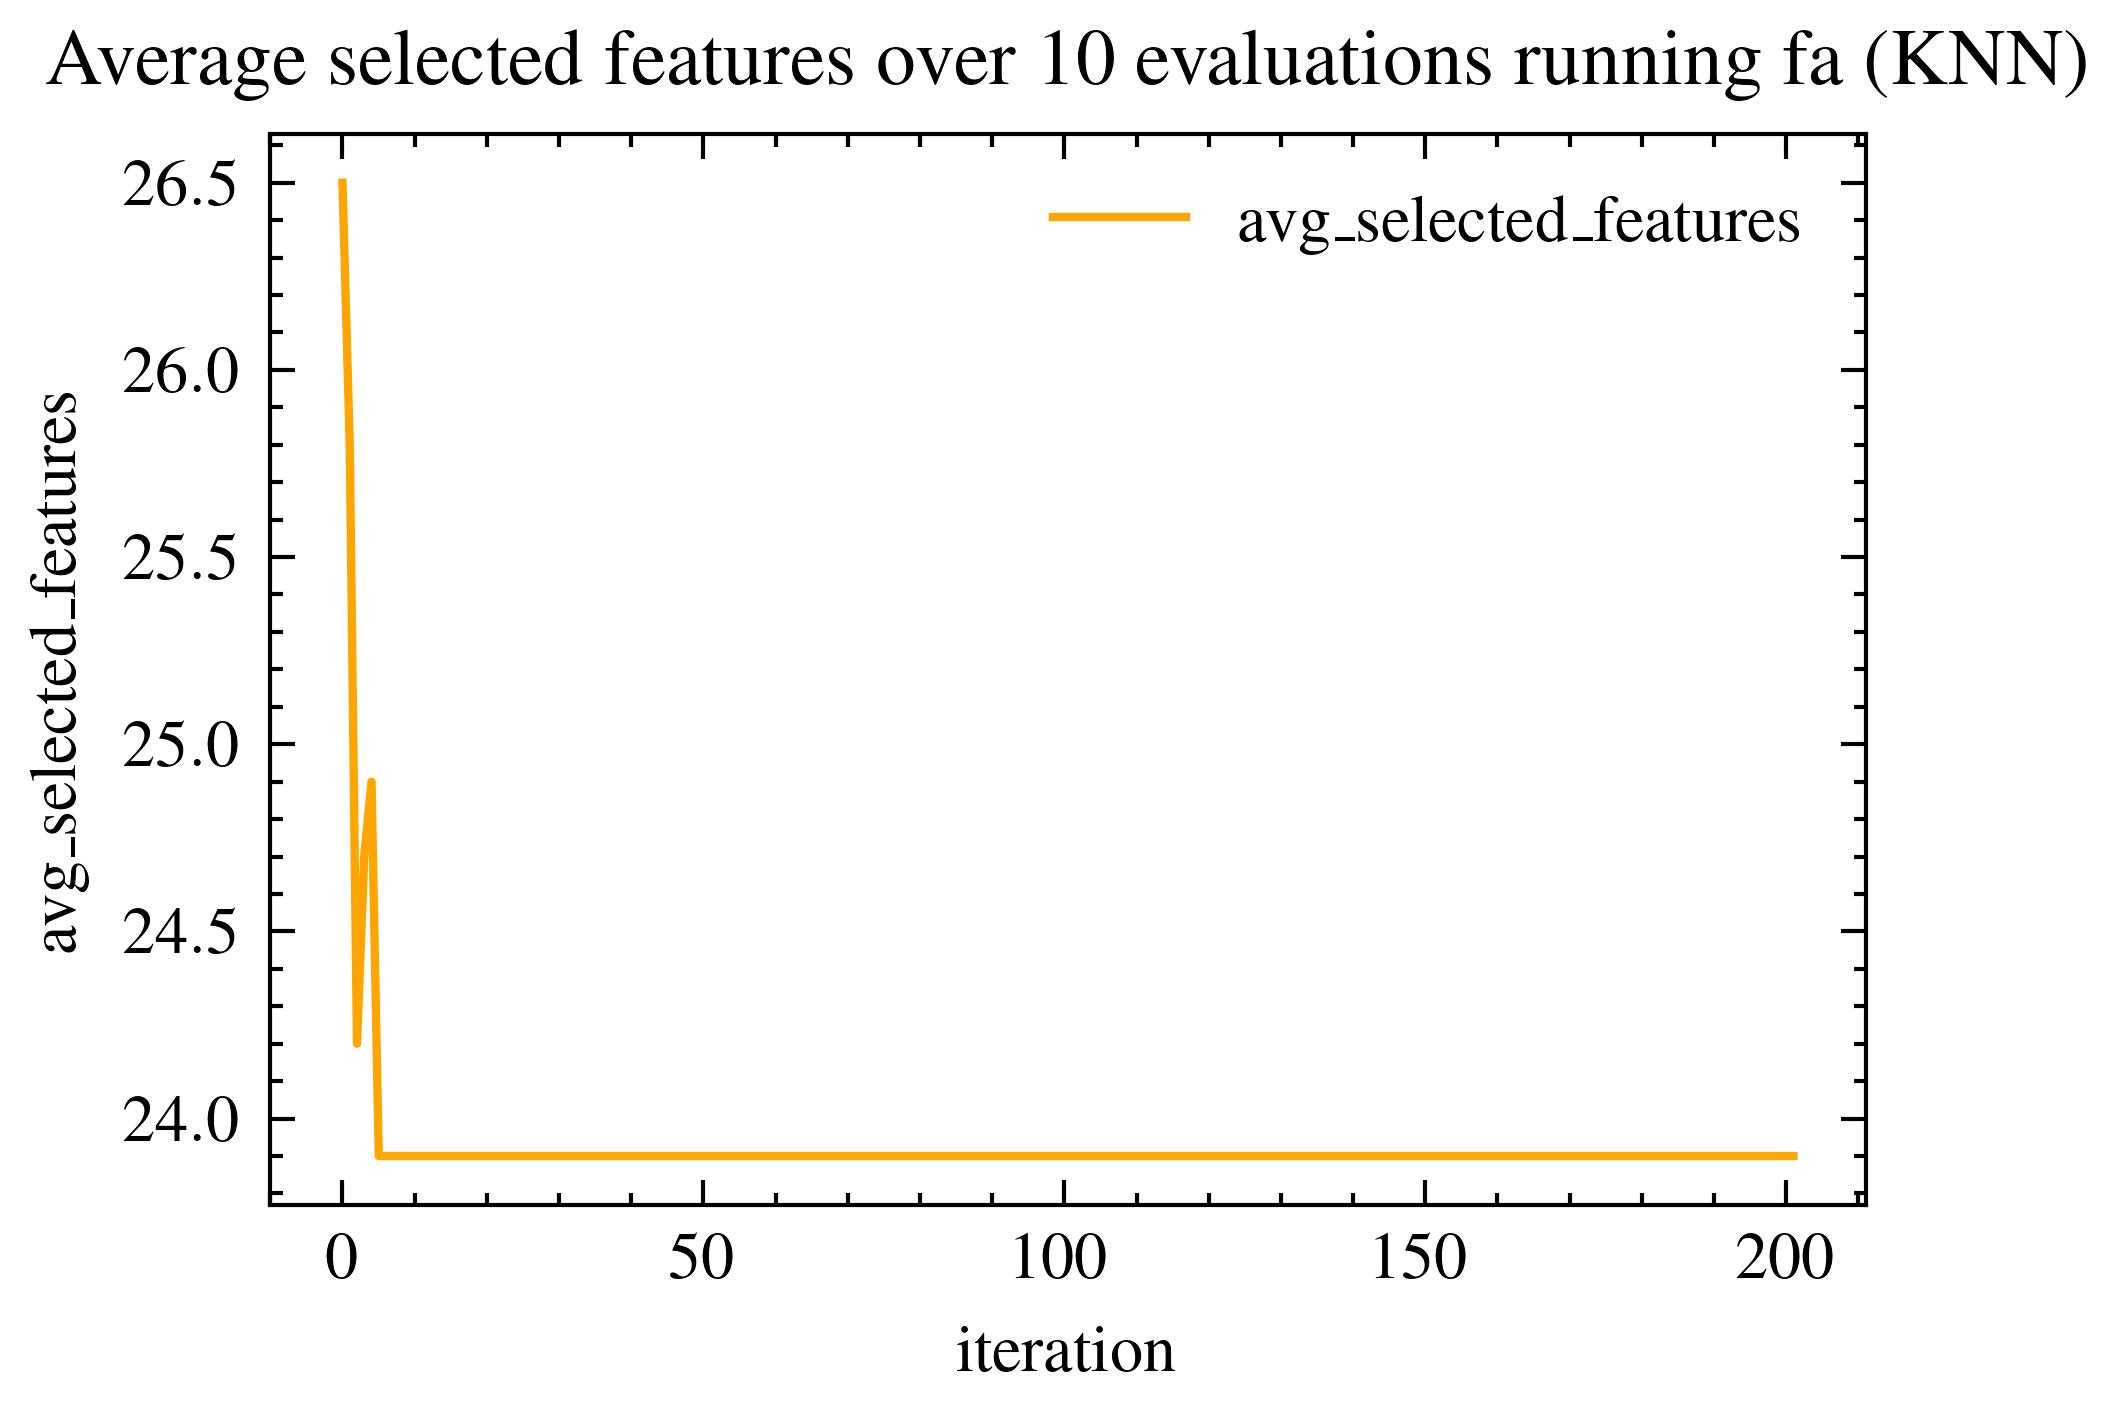 Average selected features over 10 evaluations running fa (KNN)
avg_selected_features
26.5
26.0
25.5
25.0
24.5
24.0
avg_selected_features
0 50 100 150 200
iteration